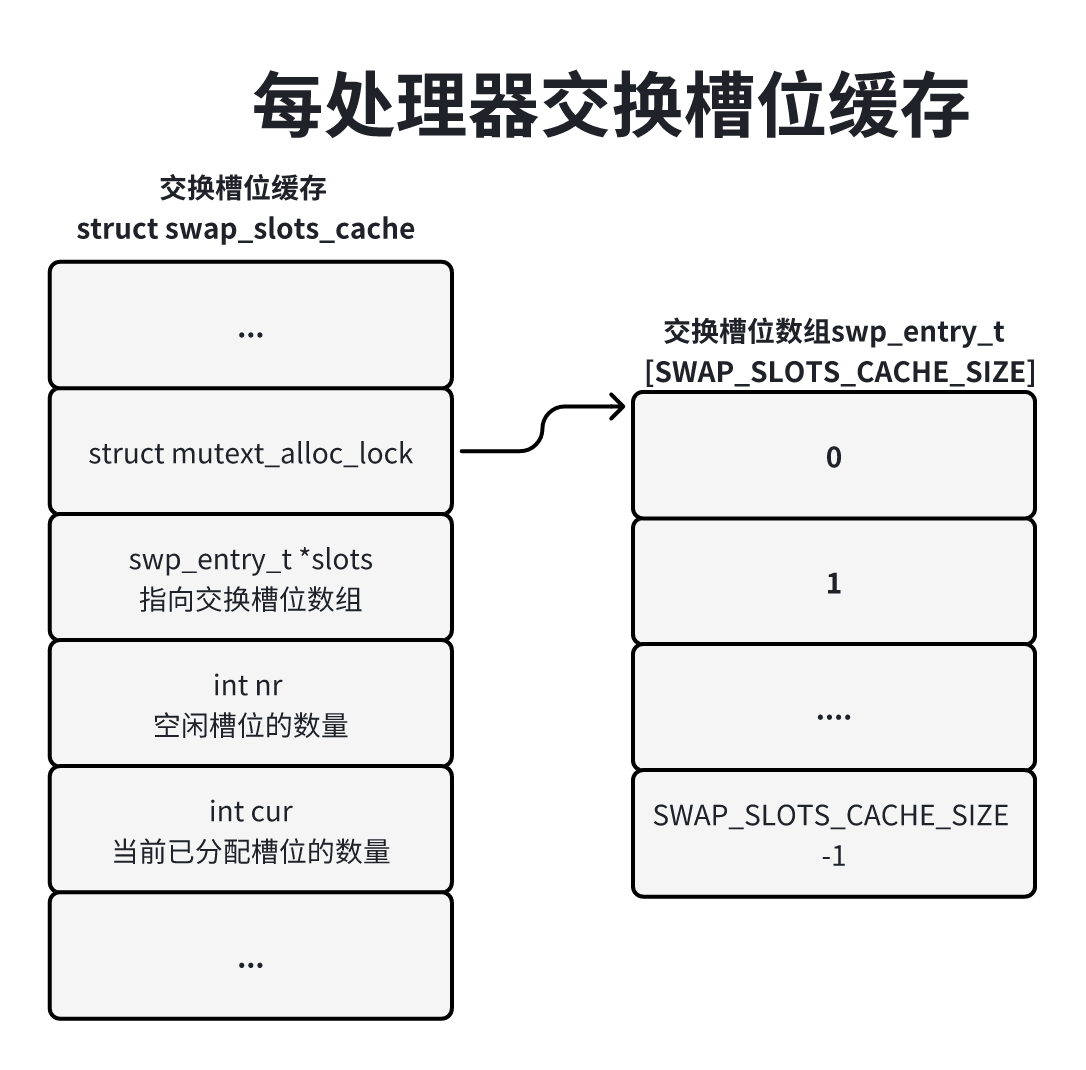 每处理器交换槽位缓存
交换槽位缓存
struct swap_slots_cache
...
struct mutext_alloc_lock
swp_entry_t *slots
指向交换槽位数组
int nr
空闲槽位的数量
int cur
当前已分配槽位的数量
...
交换槽位数组swp_entry_t
[SWAP_SLOTS_CACHE_SIZE]
0
1
....
SWAP_SLOTS_CACHE_SIZE
-1